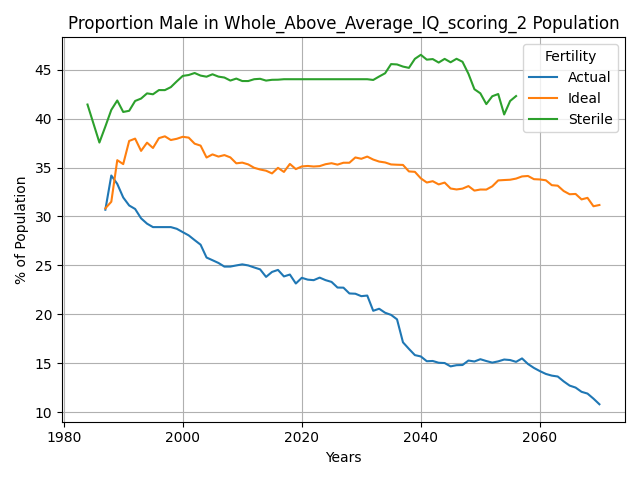 Proportion Male in Whole_Above_Average_IQ_scoring_2 Population
Fertility
Actual
Ideal
Sterile
% of Population
45
40
35
30
25
20
15
10
1980
2000
2020
2040
2060
Years